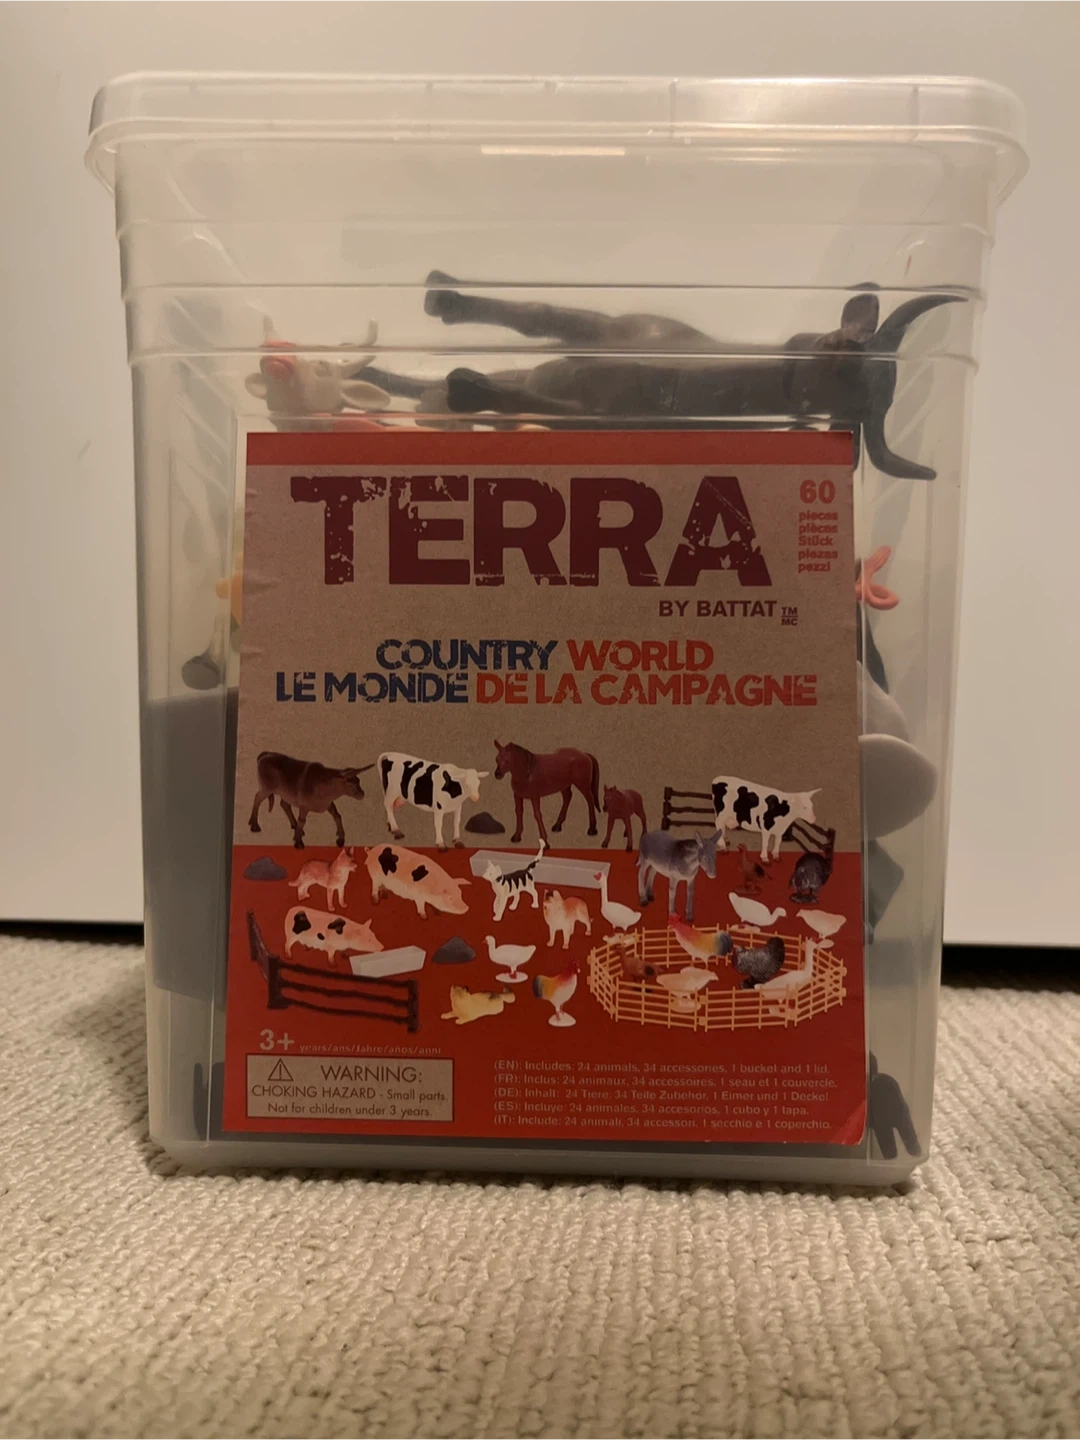 TERRA
60
pieces
pièces
Stück
piezas
pezzi
BY BATTAT TM MC
COUNTRY WORLD
LE MONDE DE LA CAMPAGNE
3+ years/ans/Jahre/años/anni
WARNING:
CHOKING HAZARD - Small parts.
Not for children under 3 years.
(EN): Includes: 24 animals, 34 accessories, 1 bucket and 1 lid.
(FR): Inclus: 24 animaux, 34 accessoires, 1 seau et 1 couvercle.
(DE): Inhalt: 24 Tiere, 34 Teile Zubehör, 1 Eimer und 1 Deckel
(ES): Incluye: 24 animales, 34 accesorios, 1 cubo y 1 tapa.
(IT): Include: 24 animali, 34 accessori, 1 secchio e 1 coperchio.